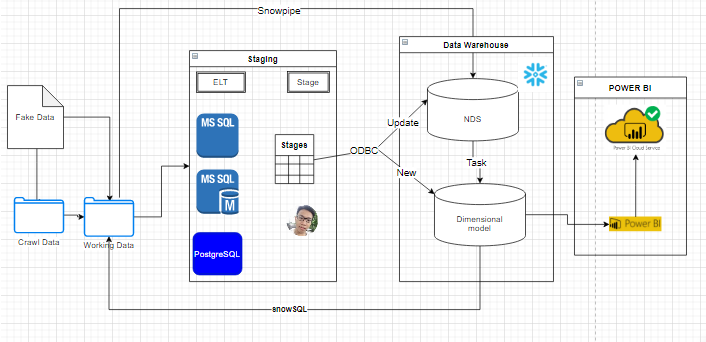 Snowpipe
Staging
ELT
Stage
MS SQL
MS SQL
M
PostgreSQL
Stages
Fake Data
Crawl Data
Working Data
ODBC
Update
New
Data Warehouse
NDS
Task
Dimensional
model
snowSQL
POWER BI
Power BI Cloud Service
Power BI